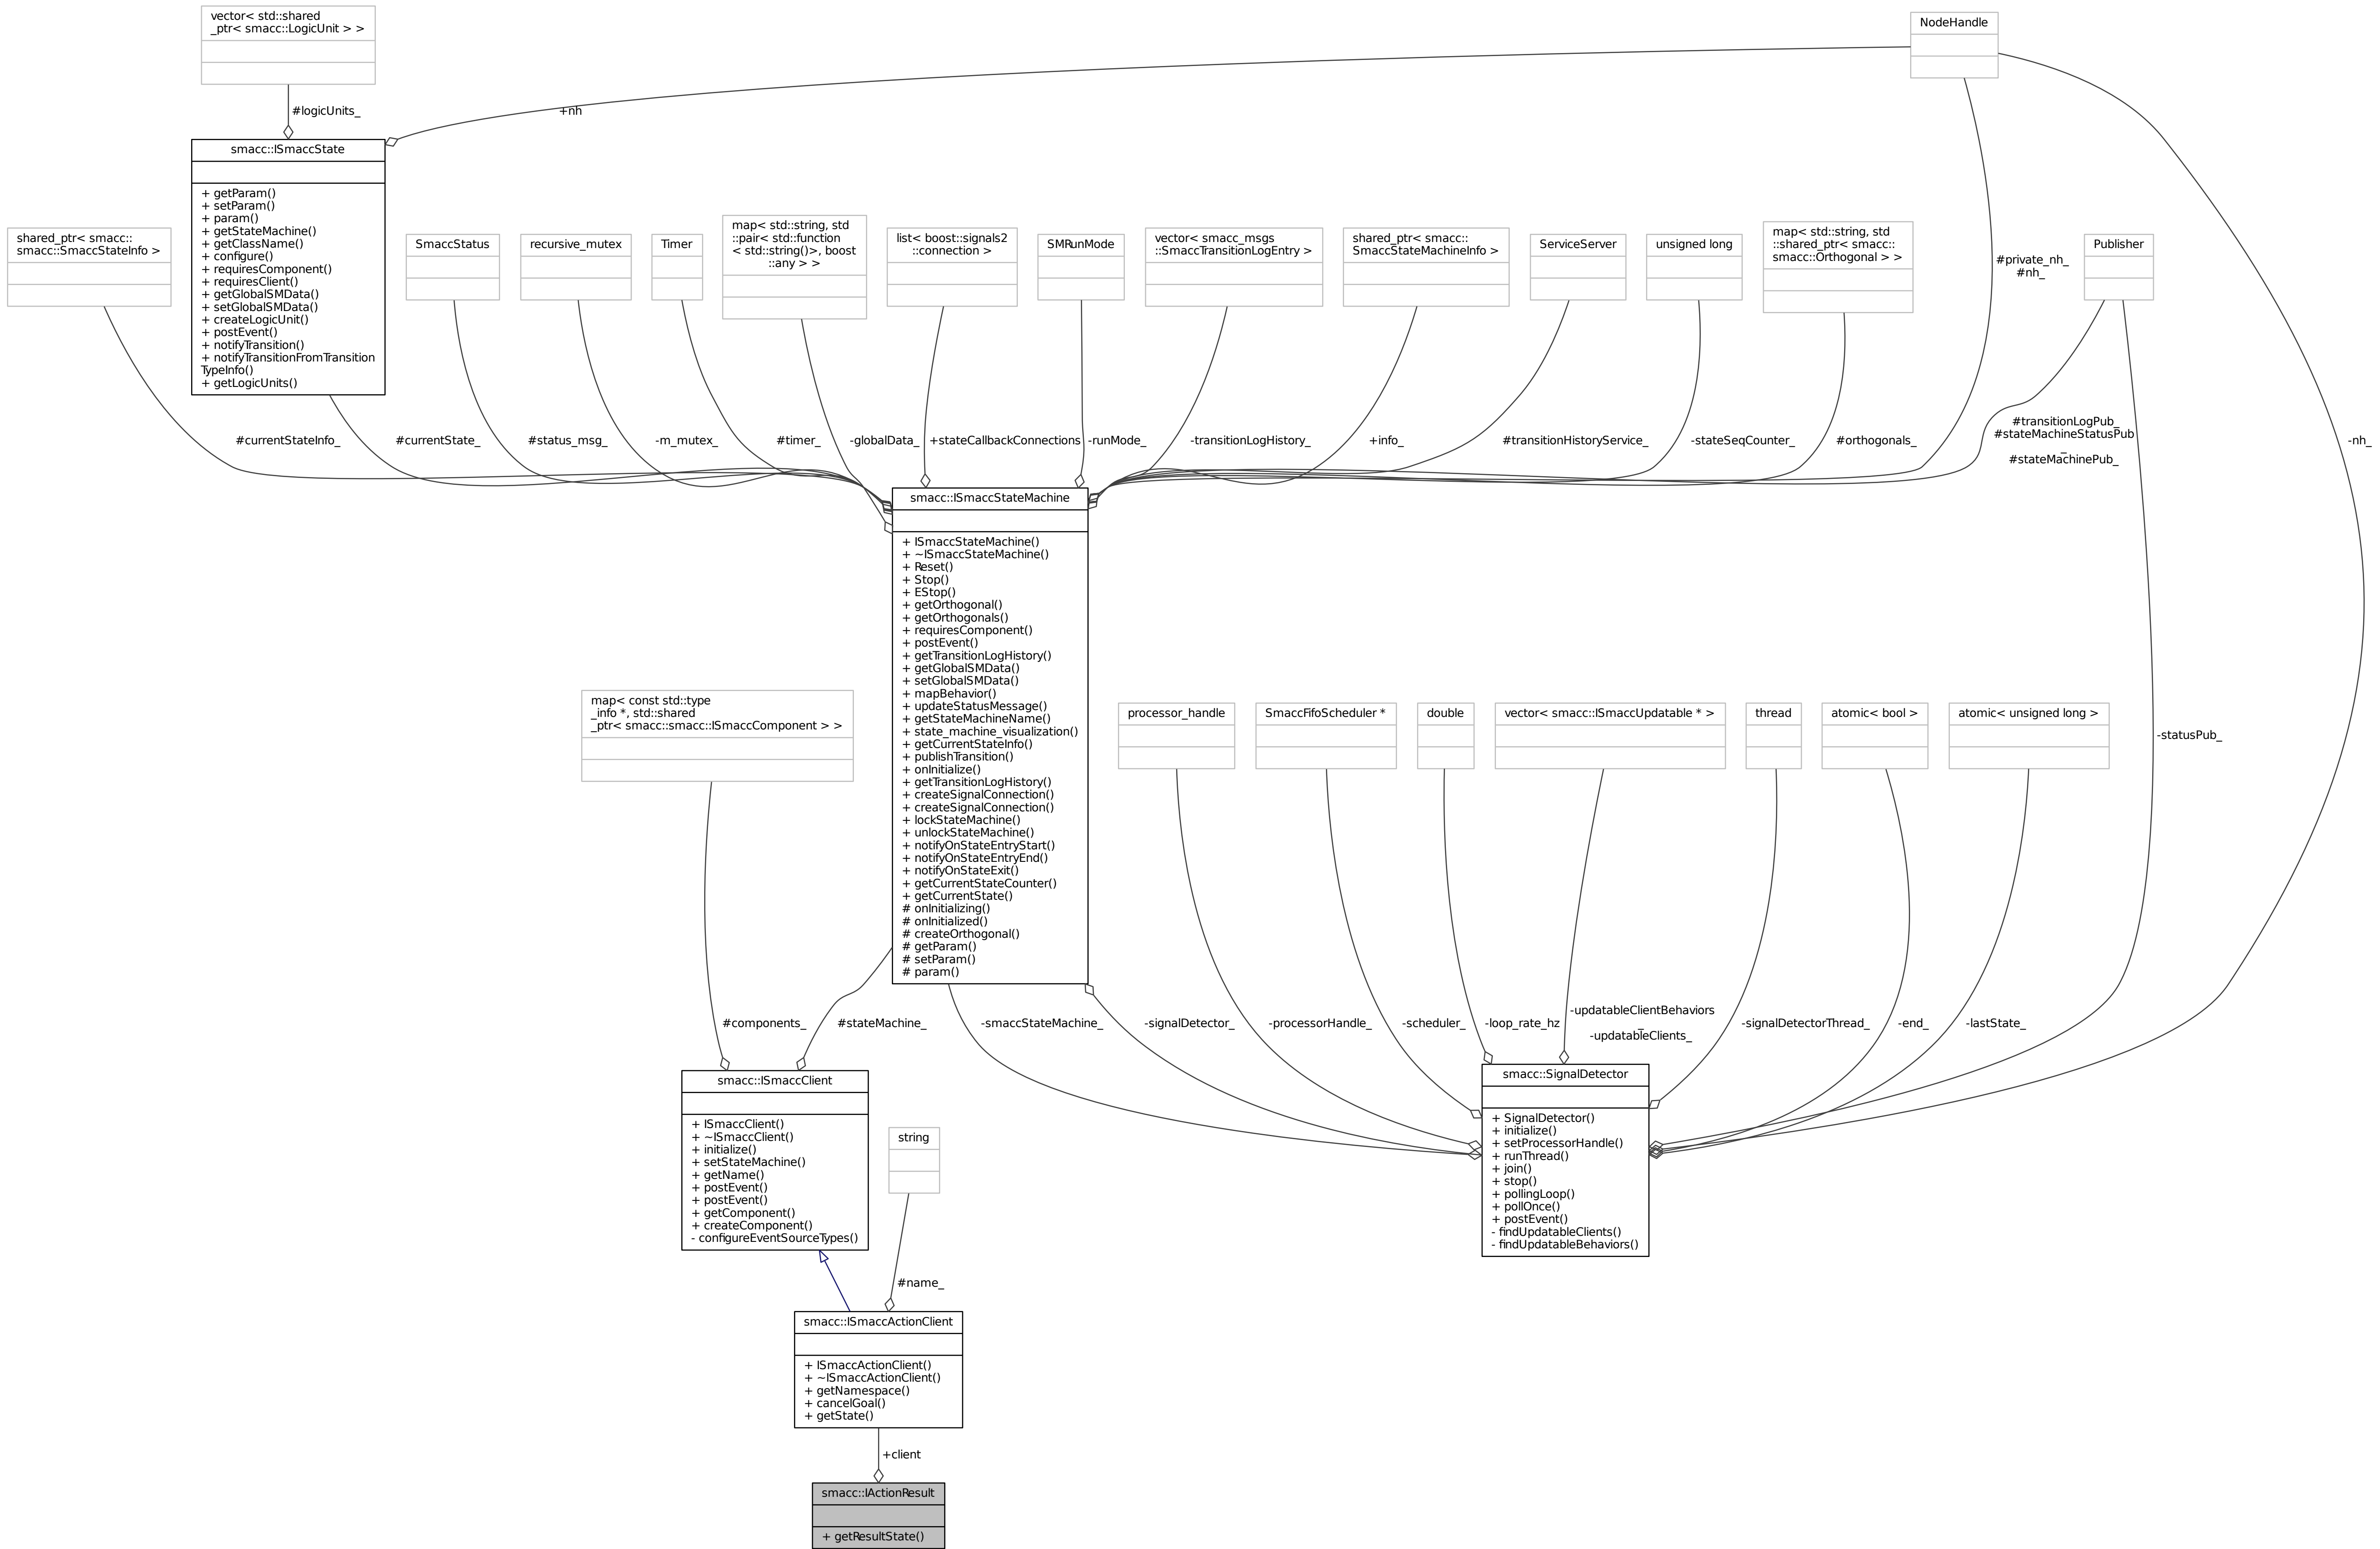 vector< std::shared
_ptr< smacc::LogicUnit > >
NodeHandle
#logicUnits_
+nh
smacc::ISmaccState
+ getParam()
+ setParam()
+ param()
+ getStateMachine()
+ getClassName()
+ configure()
+ requiresComponent()
+ requiresClient()
+ getGlobalSMData()
+ setGlobalSMData()
+ createLogicUnit()
+ postEvent()
+ notifyTransition()
+ notifyTransitionFromTransition
TypeInfo()
+ getLogicUnits()
shared_ptr< smacc::
smacc::SmaccStateInfo >
SmaccStatus
recursive_mutex
Timer
map< std::string, std
::pair< std::function
< std::string()>, boost
::any > >
list< boost::signals2
::connection >
SMRunMode
vector< smacc_msgs
::SmaccTransitionLogEntry >
shared_ptr< smacc::
SmaccStateMachineInfo >
ServiceServer
unsigned long
map< std::string, std
::shared_ptr< smacc::
smacc::Orthogonal > >
#private_nh_
#nh_
Publisher
#currentStateInfo_
#currentState_
#status_msg_
-m_mutex_
#timer_
-globalData_
+stateCallbackConnections
-runMode_
-transitionLogHistory_
+info_
#transitionHistoryService_
-stateSeqCounter_
#orthogonals_
#transitionLogPub_
#stateMachineStatusPub
_
#stateMachinePub_
-nh_
smacc::ISmaccStateMachine
+ ISmaccStateMachine()
+ ~ISmaccStateMachine()
+ Reset()
+ Stop()
+ EStop()
+ getOrthogonal()
+ getOrthogonals()
+ requiresComponent()
+ postEvent()
+ getTransitionLogHistory()
+ getGlobalSMData()
+ setGlobalSMData()
+ mapBehavior()
+ updateStatusMessage()
+ getStateMachineName()
+ state_machine_visualization()
+ getCurrentStateInfo()
+ publishTransition()
+ onInitialize()
+ getTransitionLogHistory()
+ createSignalConnection()
+ createSignalConnection()
+ lockStateMachine()
+ unlockStateMachine()
+ notifyOnStateEntryStart()
+ notifyOnStateEntryEnd()
+ notifyOnStateExit()
+ getCurrentStateCounter()
+ getCurrentState()
# onInitializing()
# onInitialized()
# createOrthogonal()
# getParam()
# setParam()
# param()
map< const std::type
_info *, std::shared
_ptr< smacc::smacc::ISmaccComponent > >
processor_handle
SmaccFifoScheduler *
double
vector< smacc::ISmaccUpdatable * >
thread
atomic< bool >
atomic< unsigned long >
-statusPub_
#components_
#stateMachine_
-smaccStateMachine_
-signalDetector_
-processorHandle_
-scheduler_
-loop_rate_hz
-updatableClientBehaviors
_
-updatableClients_
-signalDetectorThread_
-end_
-lastState_
smacc::ISmaccClient
+ ISmaccClient()
+ ~ISmaccClient()
+ initialize()
+ setStateMachine()
+ getName()
+ postEvent()
+ postEvent()
+ getComponent()
+ createComponent()
- configureEventSourceTypes()
string
smacc::SignalDetector
+ SignalDetector()
+ initialize()
+ setProcessorHandle()
+ runThread()
+ join()
+ stop()
+ pollingLoop()
+ pollOnce()
+ postEvent()
- findUpdatableClients()
- findUpdatableBehaviors()
#name_
smacc::ISmaccActionClient
+ ISmaccActionClient()
+ ~ISmaccActionClient()
+ getNamespace()
+ cancelGoal()
+ getState()
+client
smacc::IActionResult
+ getResultState()